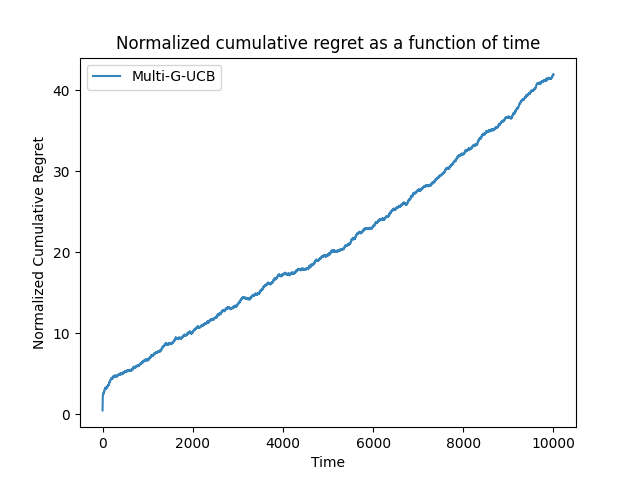 Normalized cumulative regret as a function of time
Multi-G-UCB
Normalized Cumulative Regret
40
30
20
10
0
0 2000 4000 6000 8000 10000
Time